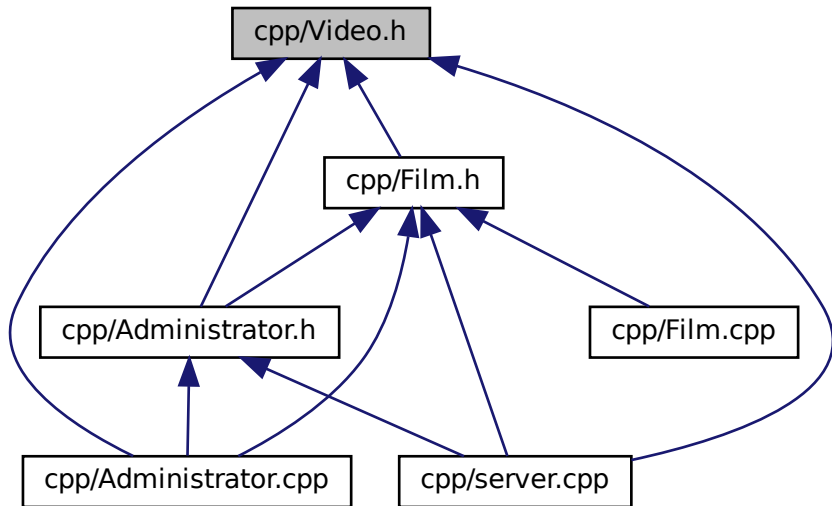 cpp/Video.h
cpp/Film.h
cpp/Administrator.h
cpp/Film.cpp
cpp/Administrator.cpp
cpp/server.cpp